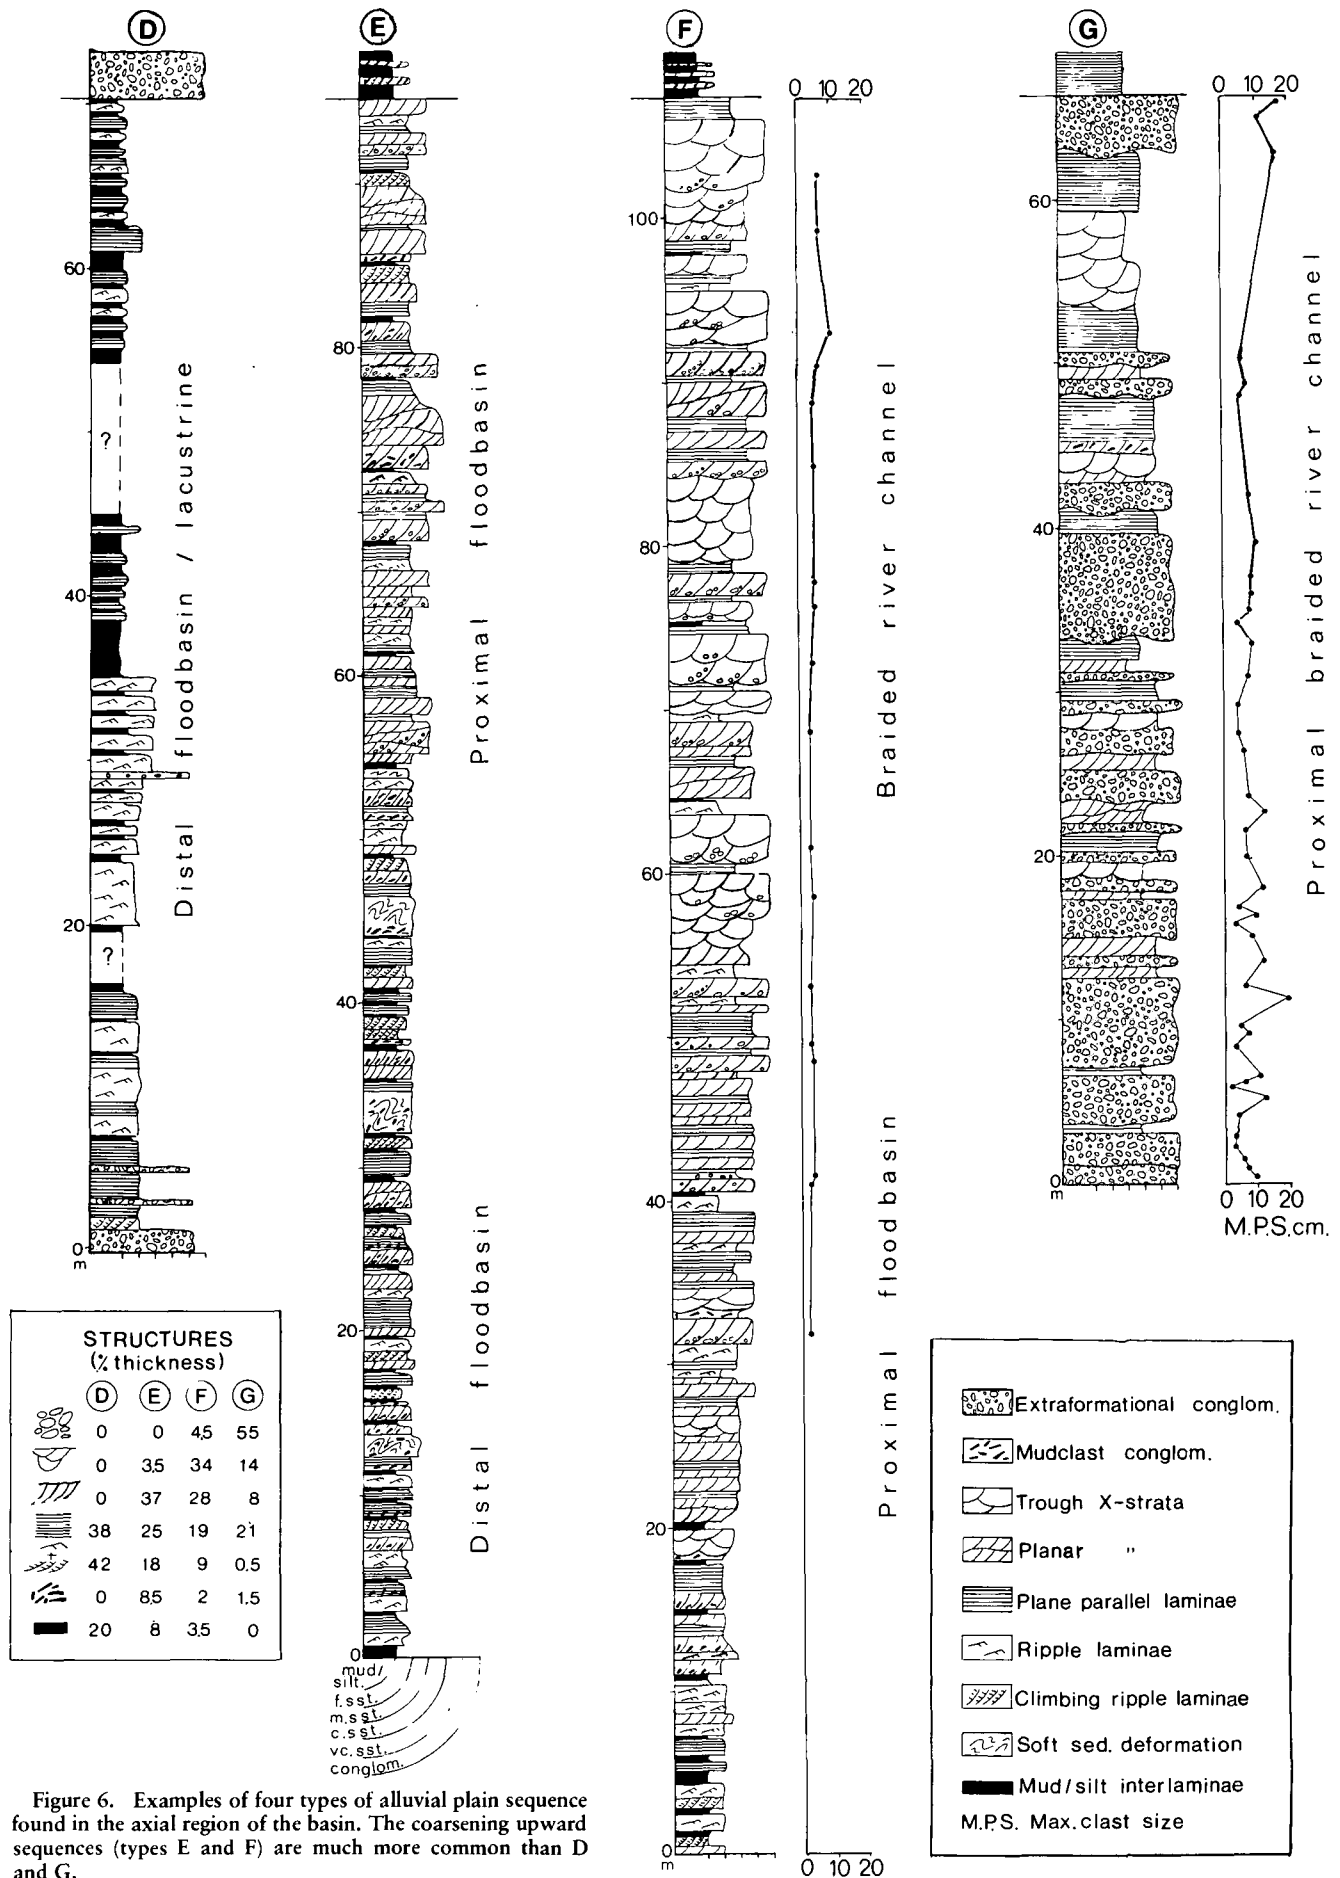 D
E
F
G
0 10 20
0 10 20
60
40
20
0
m
?
?
Distal floodbasin / lacustrine
80
60
40
20
0
Proximal floodbasin
Distal floodbasin
mud/
silt.
f.sst.
m.sst.
c.sst.
vc.sst.
conglom.
100
80
60
40
20
0
m
0 10 20
Braided river channel
Proximal floodbasin
60
40
20
0
m
0 10 20
M.P.S.cm.
Proximal braided river channel
STRUCTURES
(% thickness)
D E F G
0 0 4.5 55
0 3.5 34 14
0 37 28 8
38 25 19 21
42 18 9 0.5
0 8.5 2 1.5
20 8 3.5 0
Extraformational conglom.
Mudclast conglom.
Trough X-strata
Planar "
Plane parallel laminae
Ripple laminae
Climbing ripple laminae
Soft sed. deformation
Mud/silt interlaminae
M.P.S. Max. clast size
Figure 6. Examples of four types of alluvial plain sequence
found in the axial region of the basin. The coarsening upward
sequences (types E and F) are much more common than D
and G.